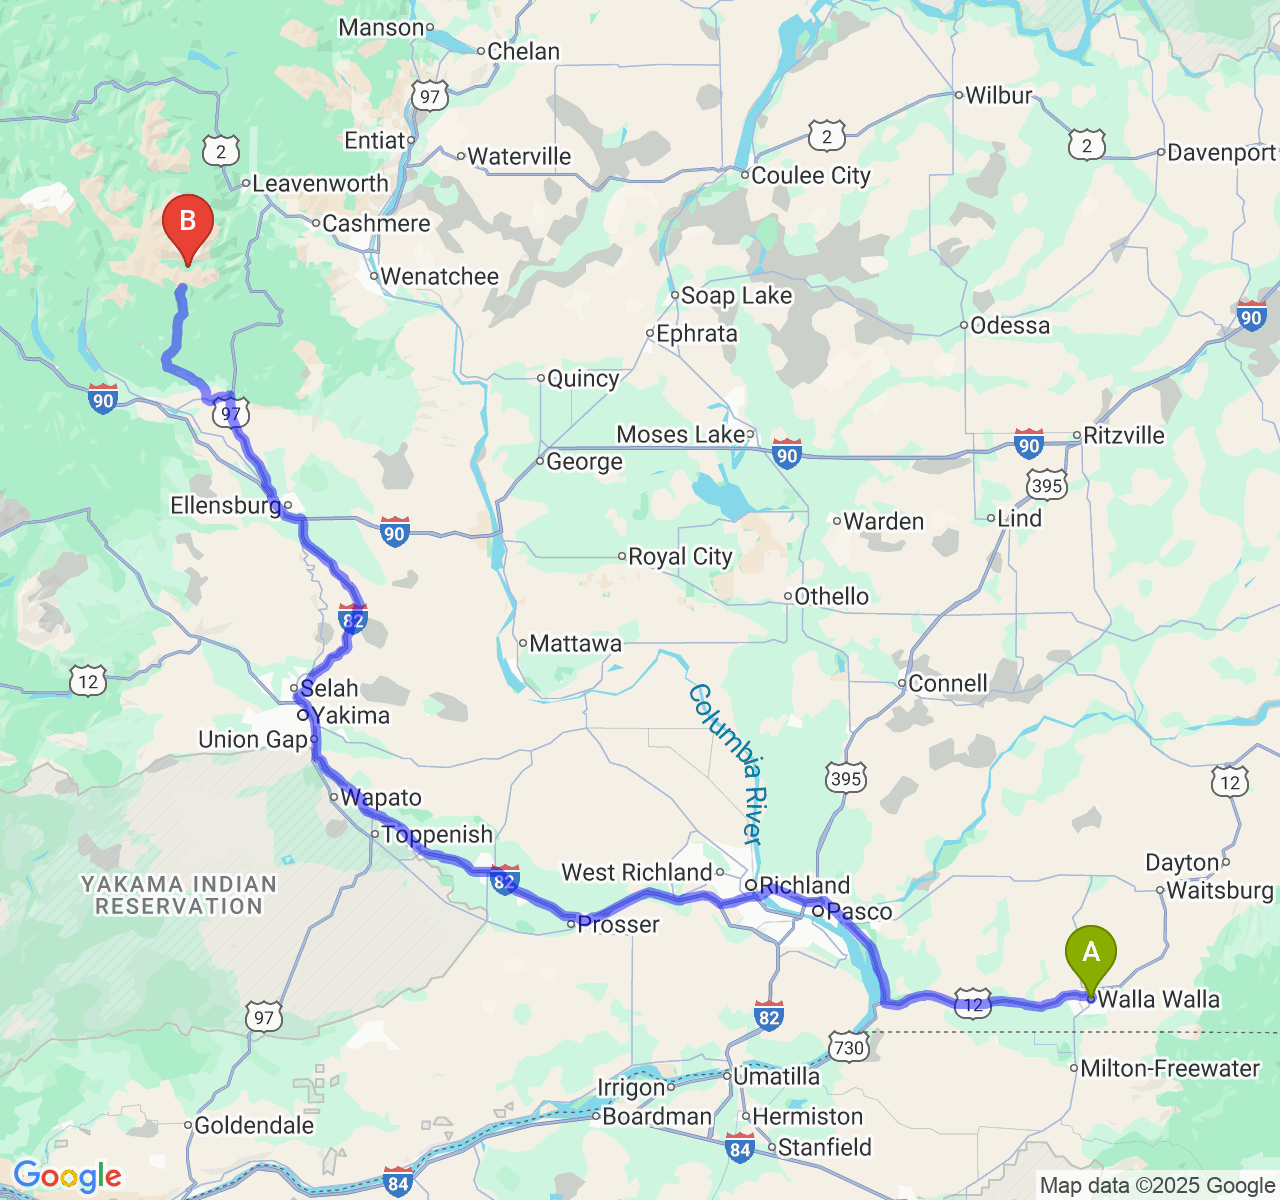 Manson
Chelan
97
Wilbur
2
2
2
Entiat
Waterville
Davenport
Leavenworth
Coulee City
B
Cashmere
Wenatchee
Soap Lake
90
Odessa
Ephrata
Quincy
90
97
Moses Lake
Ritzville
90
90
George
395
Ellensburg
Lind
Warden
90
Royal City
Othello
82
Mattawa
12
Connell
Selah
Columbia River
Yakima
Union Gap
395
12
Wapato
Toppenish
Dayton
West Richland
82
YAKAMA INDIAN
RESERVATION
Richland
Waitsburg
Pasco
Prosser
A
Walla Walla
12
97
82
730
Milton-Freewater
Umatilla
Irrigon
Boardman
Hermiston
Goldendale
Stanfield
84
84
Google
Map data ©2025 Google